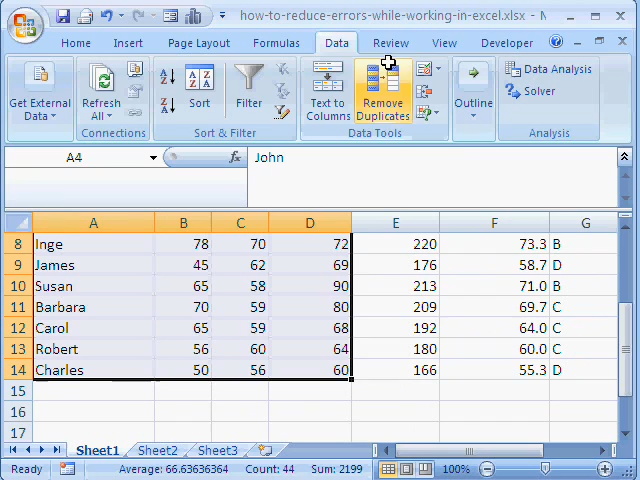 how-to-reduce-errors-while-working-in-excel.xlsx - M
Home Insert Page Layout Formulas Data Review View Developer
Get External Data
Refresh All
Connections
Sort
Filter
Sort & Filter
Text to Columns
Remove Duplicates
Data Tools
Outline
Data Analysis
Solver
Analysis
A4 fx John
A B C D E F G
8 Inge 78 70 72 220 73.3 B
9 James 45 62 69 176 58.7 D
10 Susan 65 58 90 213 71.0 B
11 Barbara 70 59 80 209 69.7 C
12 Carol 65 59 68 192 64.0 C
13 Robert 56 60 64 180 60.0 C
14 Charles 50 56 60 166 55.3 D
15
16
17
Sheet1 Sheet2 Sheet3
Ready Average: 66.63636364 Count: 44 Sum: 2199 100%